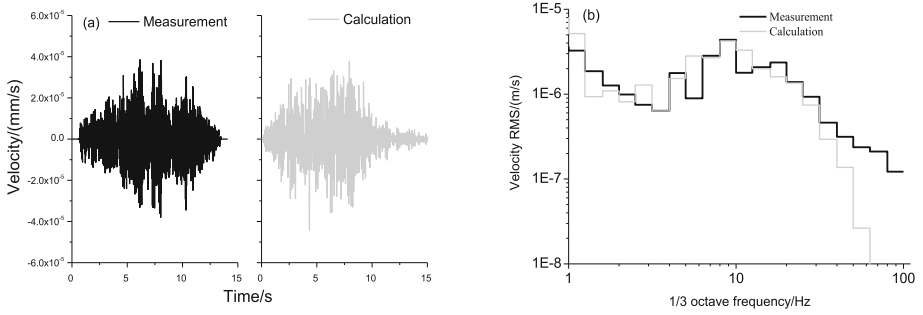 (a)
Measurement
Calculation
Velocity/(mm/s)
6.0x10⁻⁵
4.0x10⁻⁵
2.0x10⁻⁵
0.0
-2.0x10⁻⁵
-4.0x10⁻⁵
-6.0x10⁻⁵
0 5 10 15
0 5 10 15
Time/s
(b)
Measurement
Calculation
Velocity RMS/(m/s)
1E-5
1E-6
1E-7
1E-8
1 10 100
1/3 octave frequency/Hz